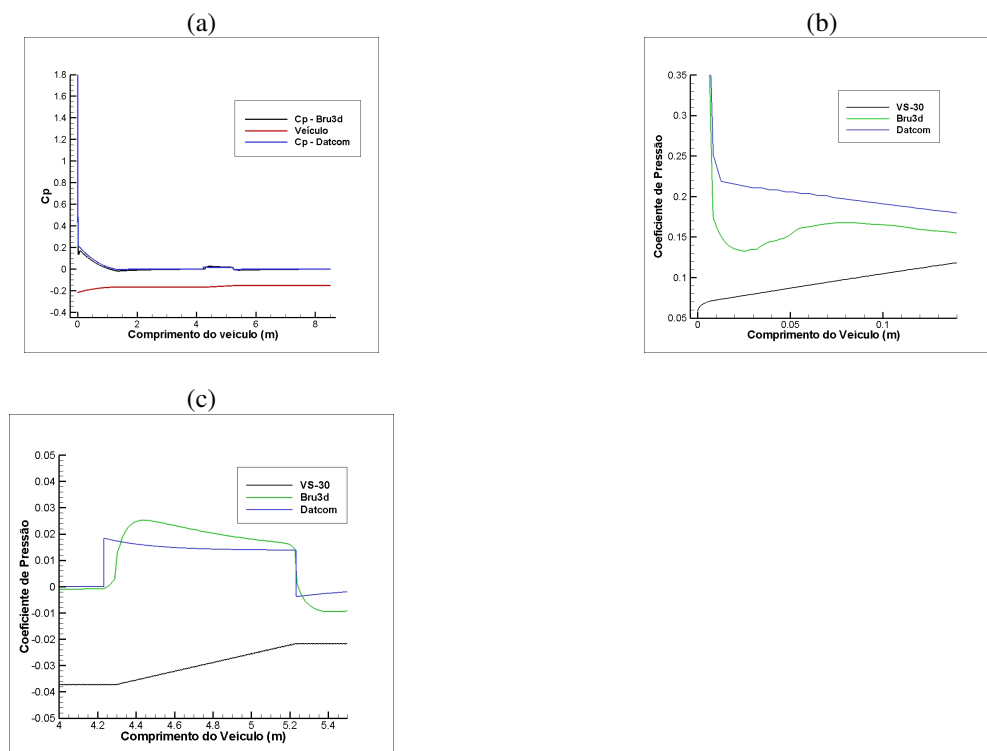 (a)
1.8
1.6
1.4
1.2
1
0.8
0.6
0.4
0.2
0
-0.2
-0.4
Cp
Cp - Bru3d
Veículo
Cp - Datcom
0 2 4 6 8
Comprimento do veículo (m)
(b)
0.35
0.3
0.25
0.2
0.15
0.1
0.05
Coeficiente de Pressão
VS-30
Bru3d
Datcom
0 0.05 0.1
Comprimento do Veículo (m)
(c)
0.05
0.04
0.03
0.02
0.01
0
-0.01
-0.02
-0.03
-0.04
-0.05
Coeficiente de Pressão
VS-30
Bru3d
Datcom
4 4.2 4.4 4.6 4.8 5 5.2 5.4
Comprimento do Veículo (m)